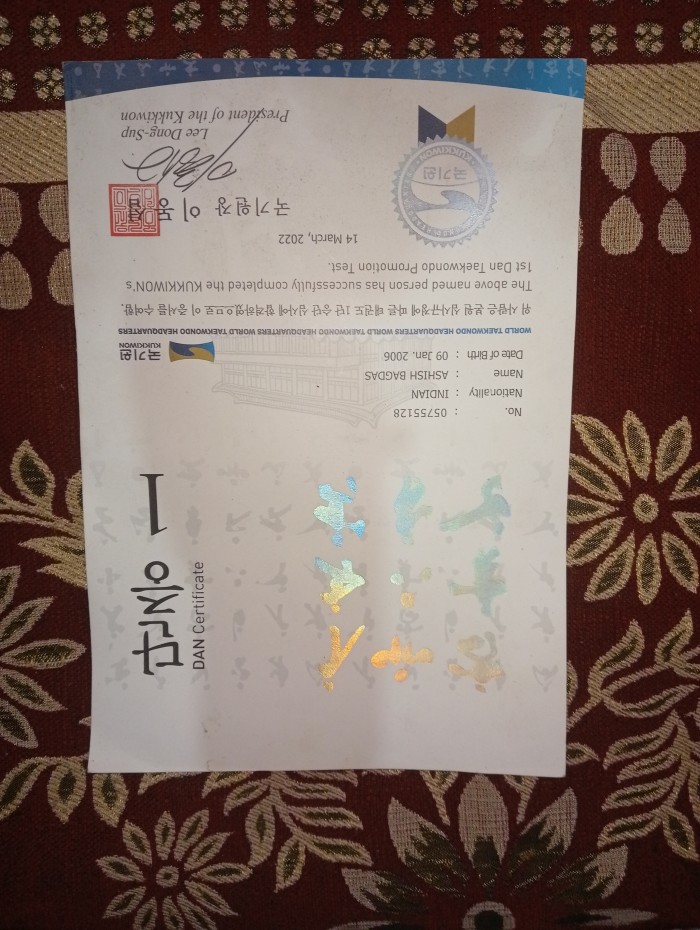 단증 1
DAN Certificate
No. : 05755128
Nationality : INDIAN
Name : ASHISH BAGDAS
Date of Birth : 09 Jan. 2006
국기원
KUKKIWON
WORLD TAEKWONDO HEADQUARTERS WORLD TAEKWONDO HEADQUARTERS WORLD TAEKWONDO HEADQUARTERS
위 사람은 본원 심사규정에 따른 태권도 1단 승단 심사에 합격하였으므로 이 증서를 수여함.
The above named person has successfully completed the KUKKIWON's
1st Dan Taekwondo Promotion Test.
14 March, 2022
국기원장 이 동 섭
Lee Dong-Sup
President of the Kukkiwon
국기원
KUKKIWON